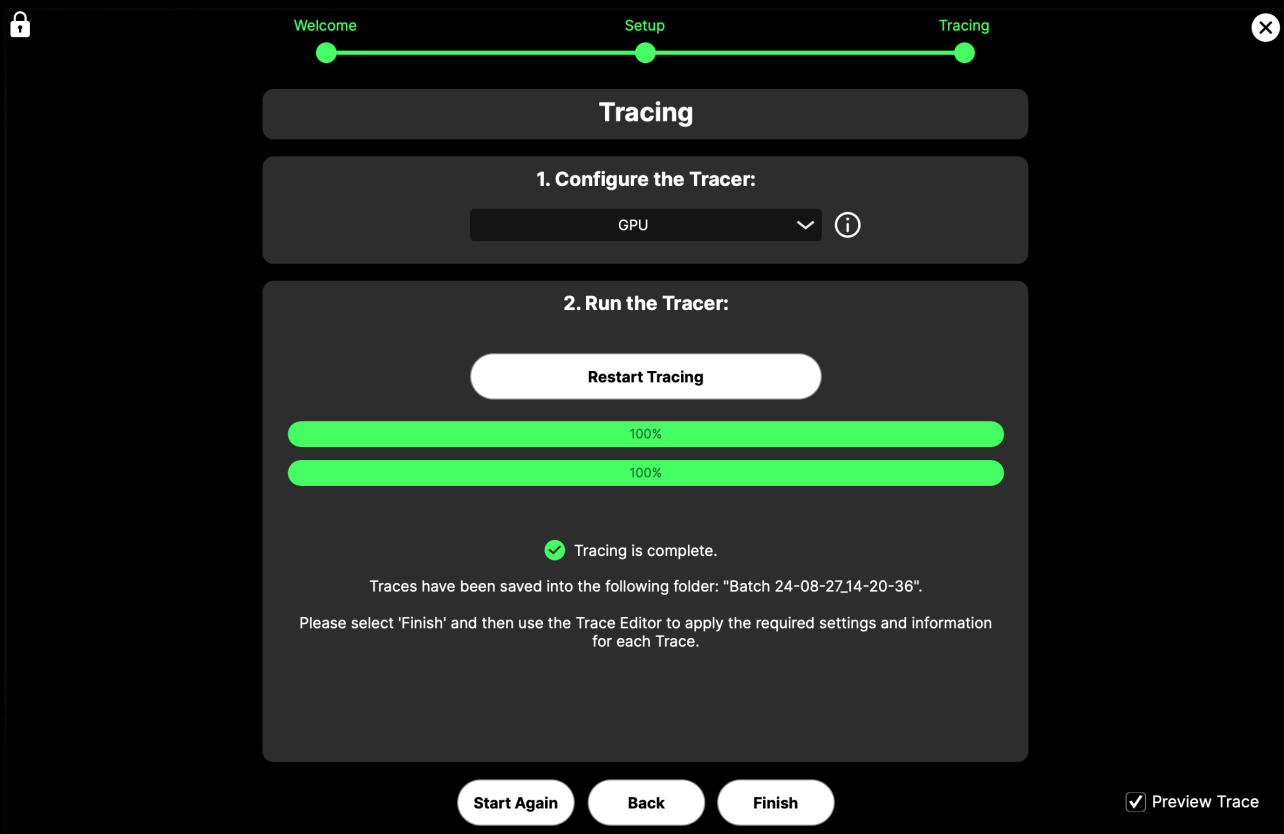 Welcome
Setup
Tracing
Tracing
1. Configure the Tracer:
GPU
2. Run the Tracer:
Restart Tracing
100%
100%
Tracing is complete.
Traces have been saved into the following folder: "Batch 24-08-27_14-20-36".
Please select 'Finish' and then use the Trace Editor to apply the required settings and information
for each Trace.
Start Again
Back
Finish
Preview Trace